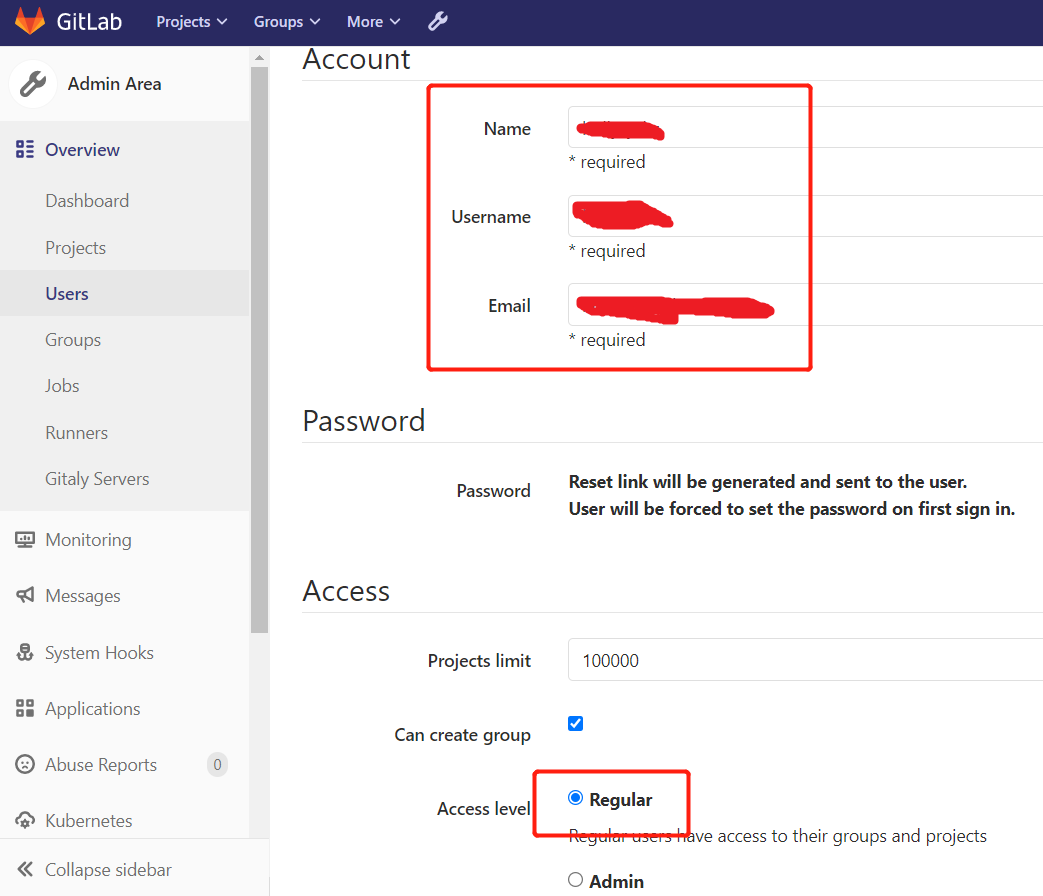 GitLab Projects Groups More
Admin Area
Overview
Dashboard
Projects
Users
Groups
Jobs
Runners
Gitaly Servers
Monitoring
Messages
System Hooks
Applications
Abuse Reports 0
Kubernetes
Collapse sidebar
Account
Name
* required
Username
* required
Email
* required
Password
Password
Reset link will be generated and sent to the user.
User will be forced to set the password on first sign in.
Access
Projects limit 100000
Can create group
Access level Regular
Regular users have access to their groups and projects
Admin